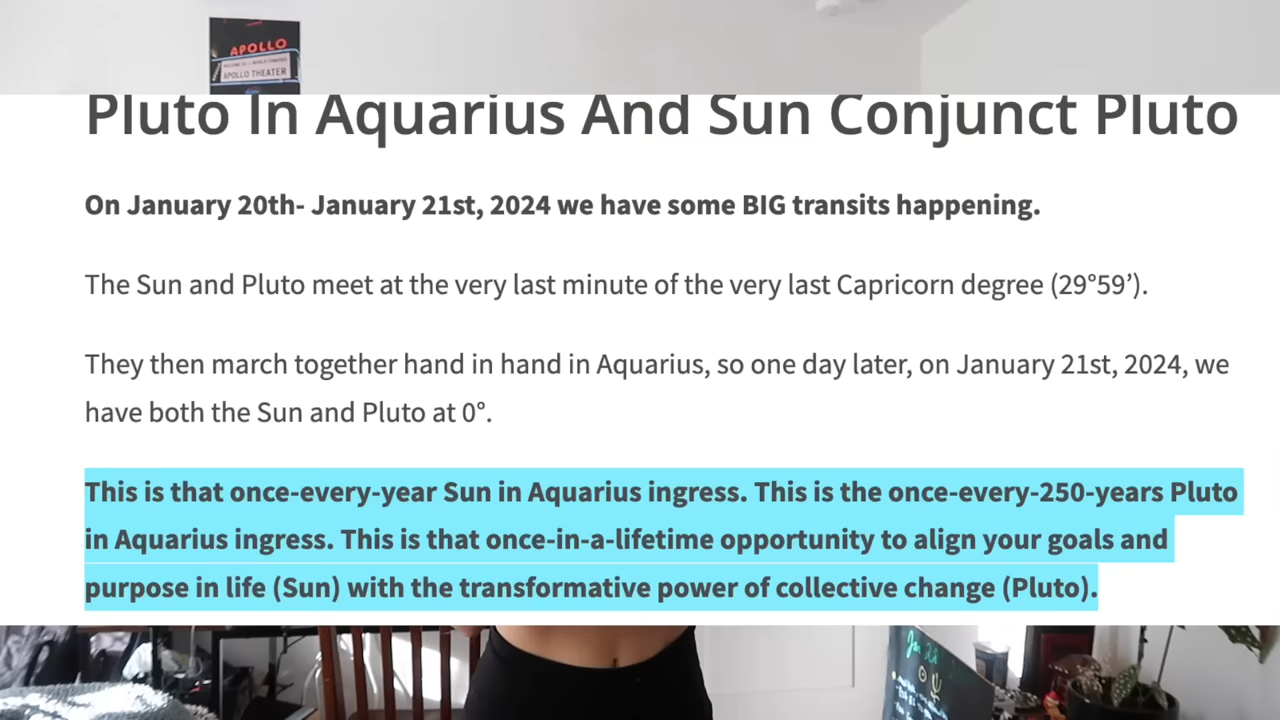 APOLLO
APOLLO THEATER
Pluto In Aquarius And Sun Conjunct Pluto
On January 20th- January 21st, 2024 we have some BIG transits happening.
The Sun and Pluto meet at the very last minute of the very last Capricorn degree (29°59’).
They then march together hand in hand in Aquarius, so one day later, on January 21st, 2024, we
have both the Sun and Pluto at 0°.
This is that once-every-year Sun in Aquarius ingress. This is the once-every-250-years Pluto
in Aquarius ingress. This is that once-in-a-lifetime opportunity to align your goals and
purpose in life (Sun) with the transformative power of collective change (Pluto).